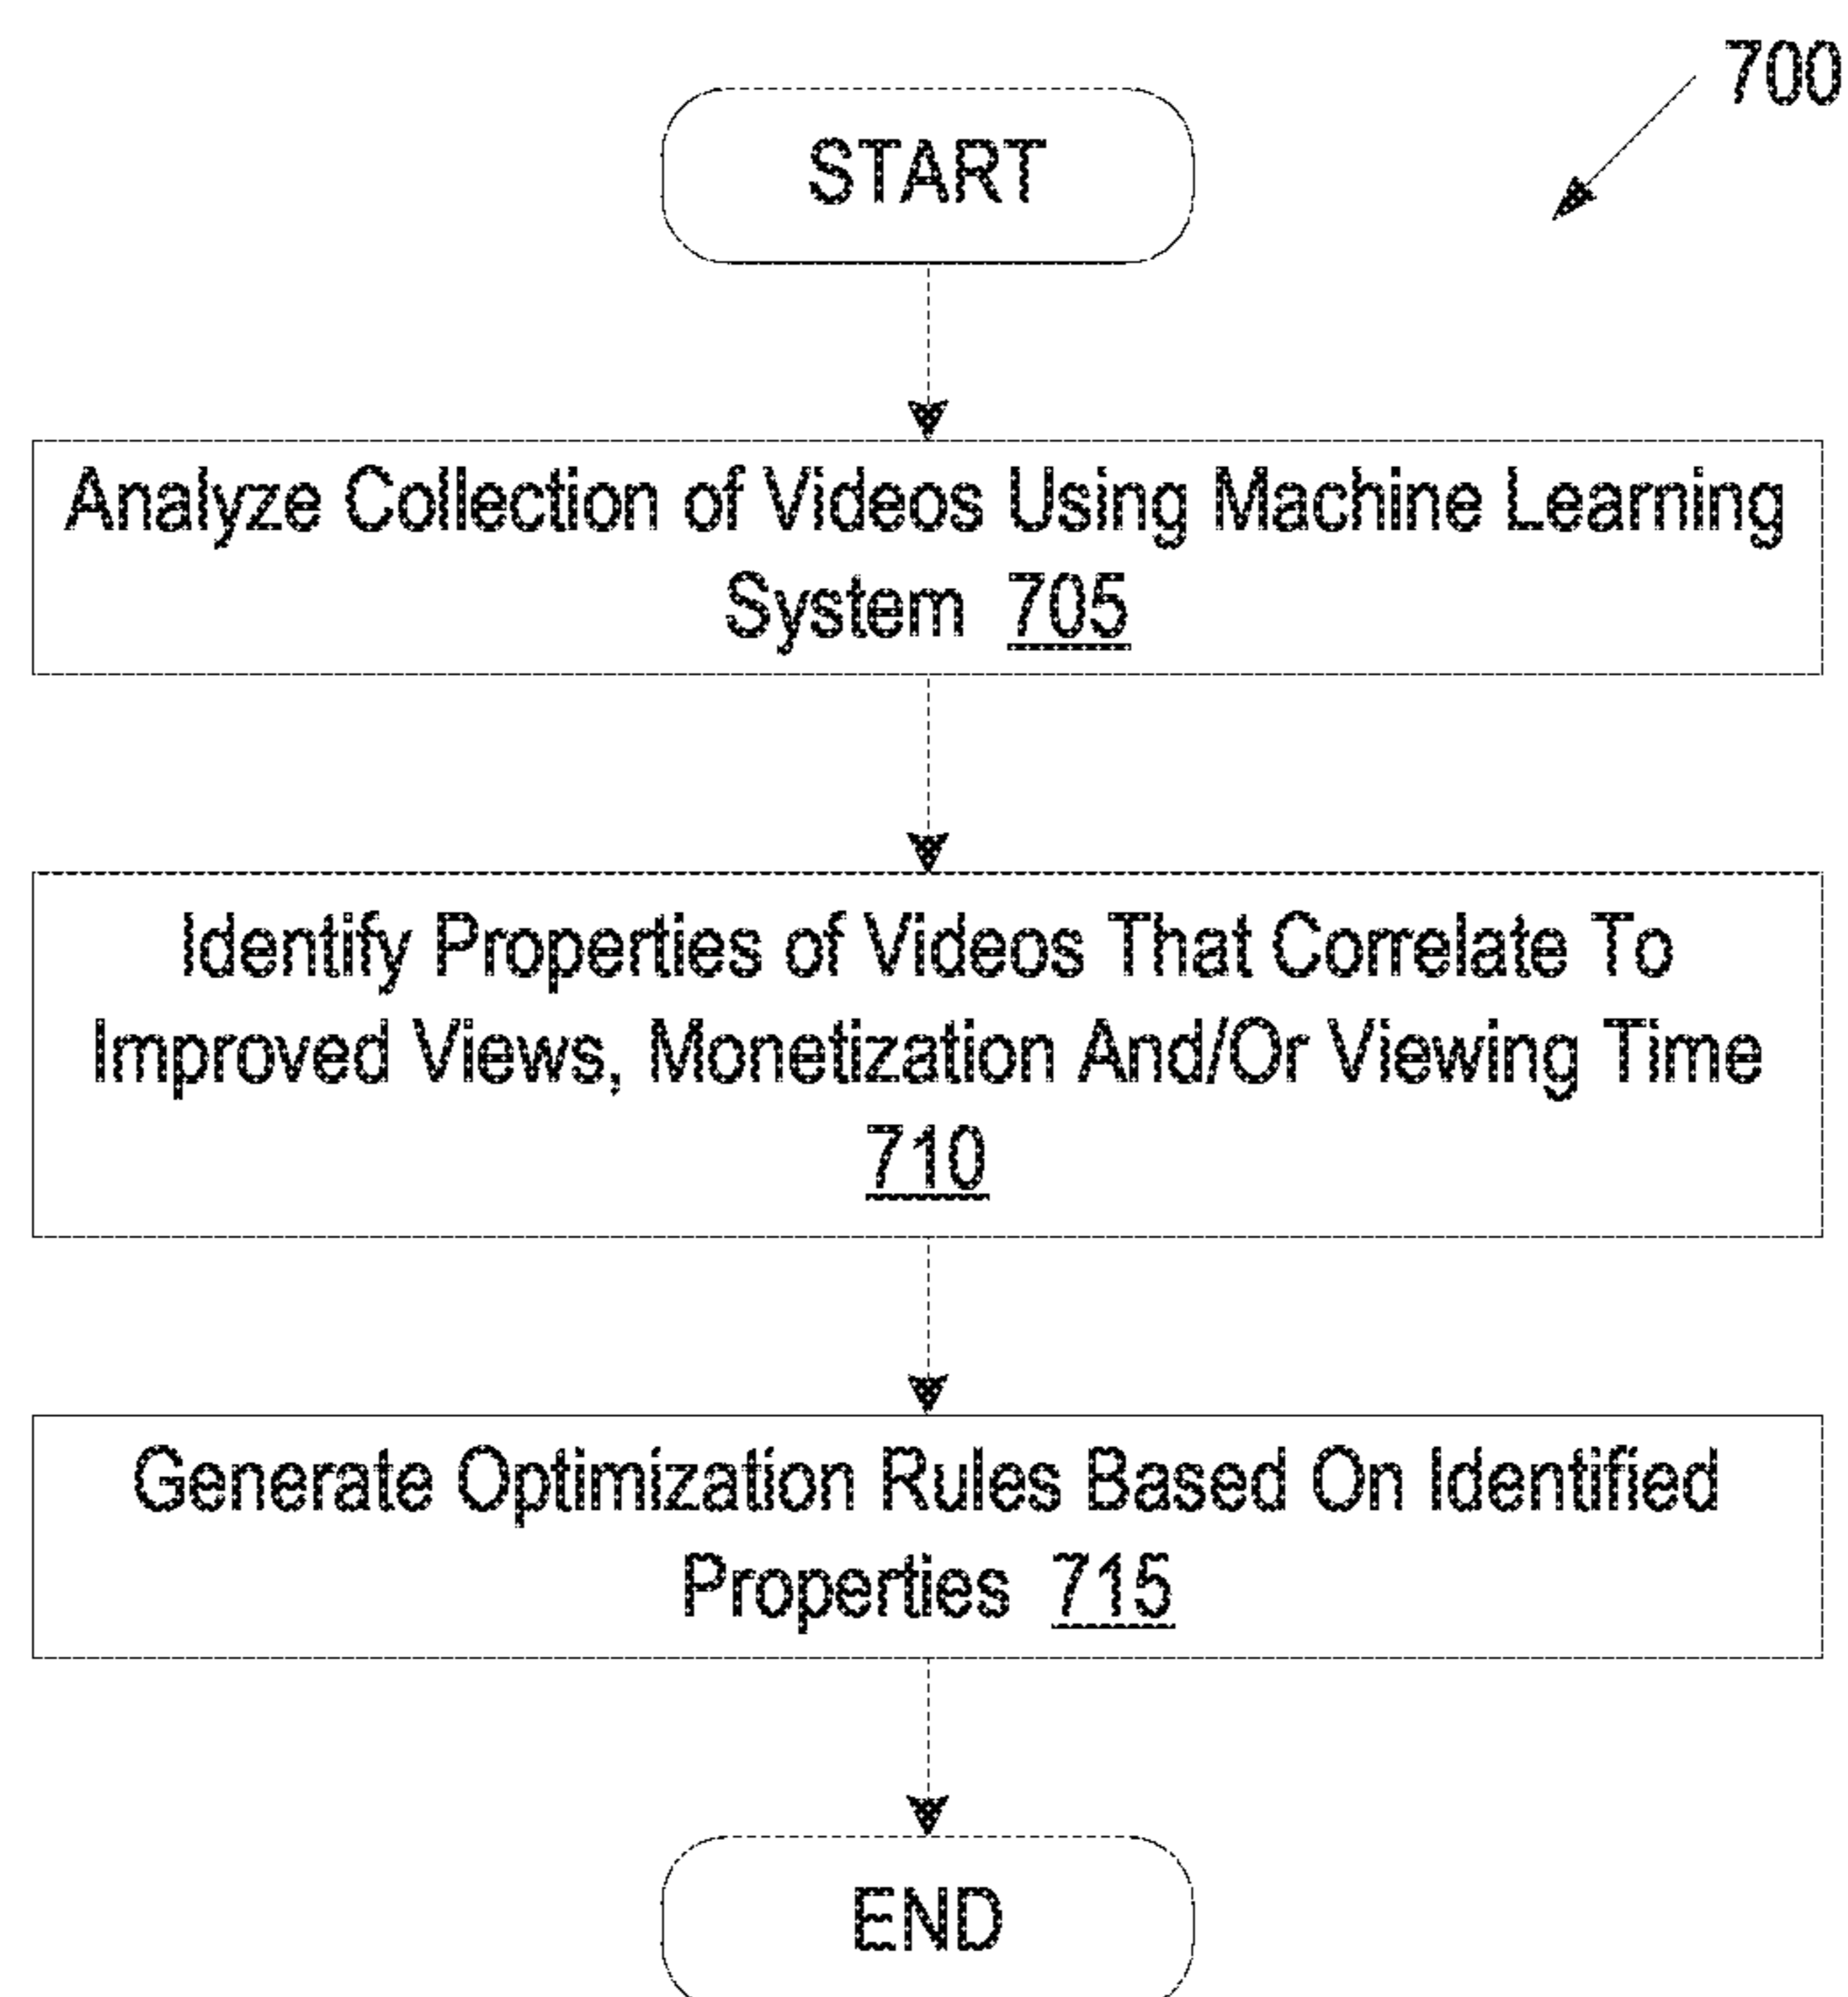 700
START
Analyze Collection of Videos Using Machine Learning
System 705
Identify Properties of Videos That Correlate To
Improved Views, Monetization And/Or Viewing Time
710
Generate Optimization Rules Based On Identified
Properties 715
END